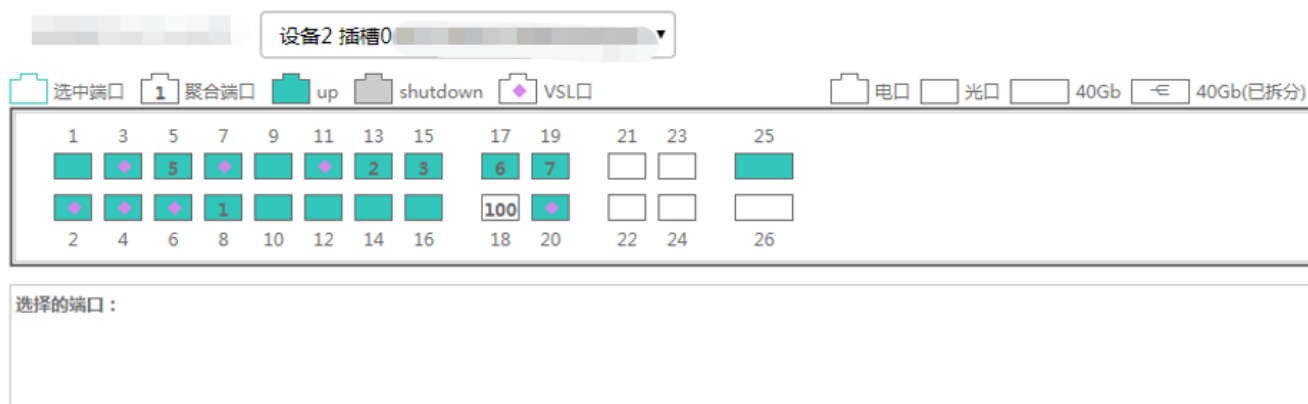 设备2 插槽0
选中端口 1 聚合端口 up shutdown VSL口 电口 光口 40Gb 40Gb(已拆分)
1 3 5 7 9 11 13 15 17 19 21 23 25
5 2 3 6 7
1 100
2 4 6 8 10 12 14 16 18 20 22 24 26
选择的端口：